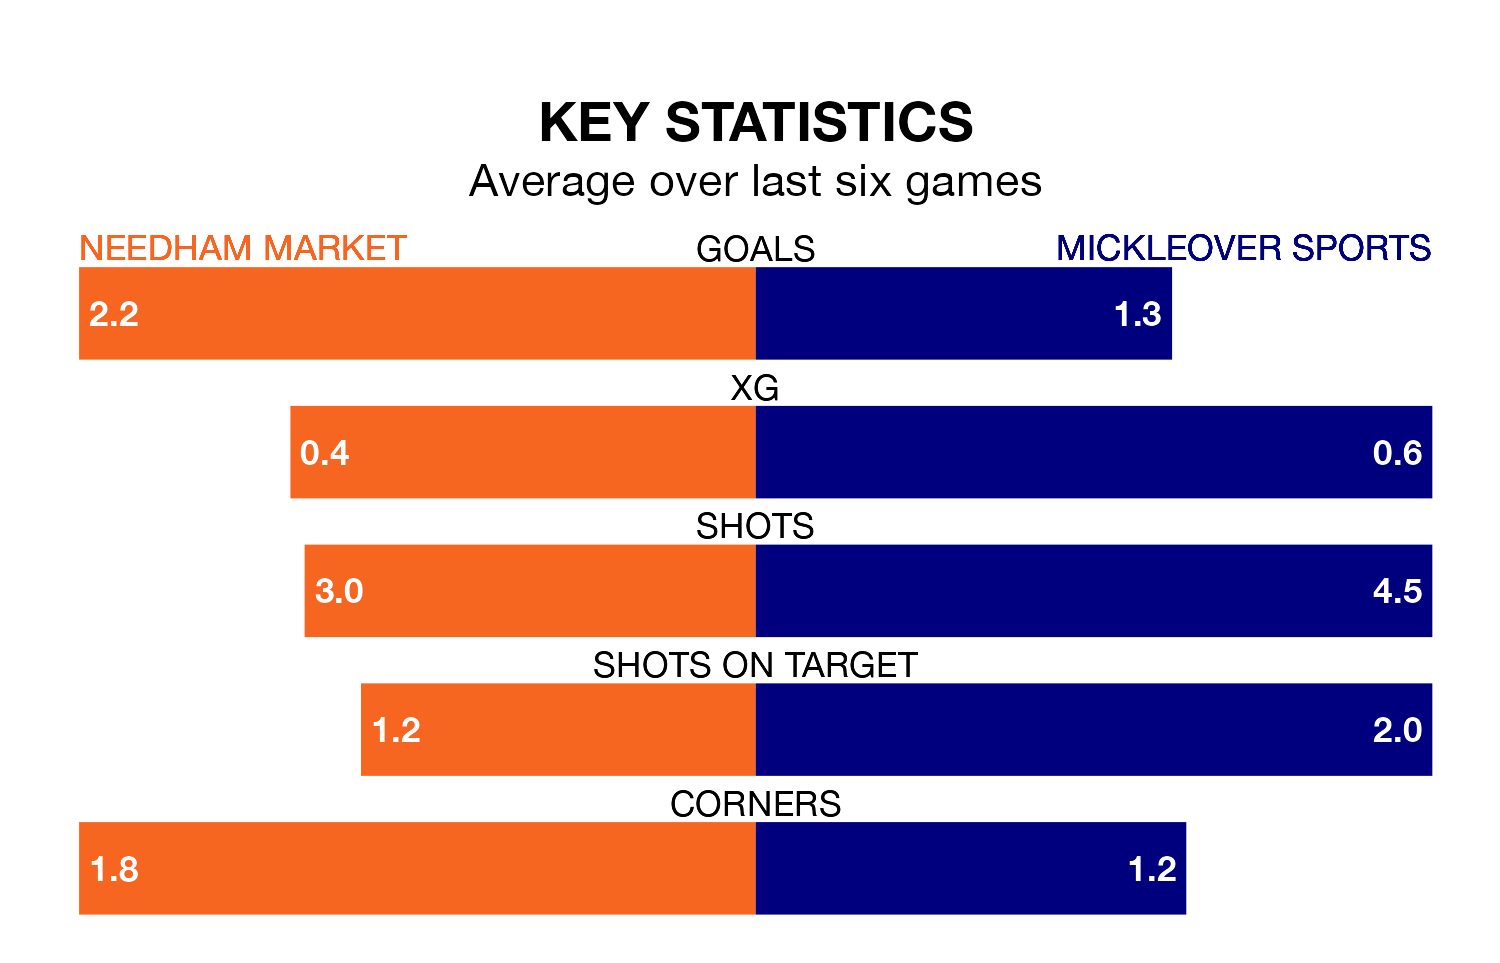 KEY STATISTICS
Average over last six games
NEEDHAM MARKET GOALS MICKLEOVER SPORTS
2.2 1.3
XG
0.4 0.6
SHOTS
3.0 4.5
SHOTS ON TARGET
1.2 2.0
CORNERS
1.8 1.2